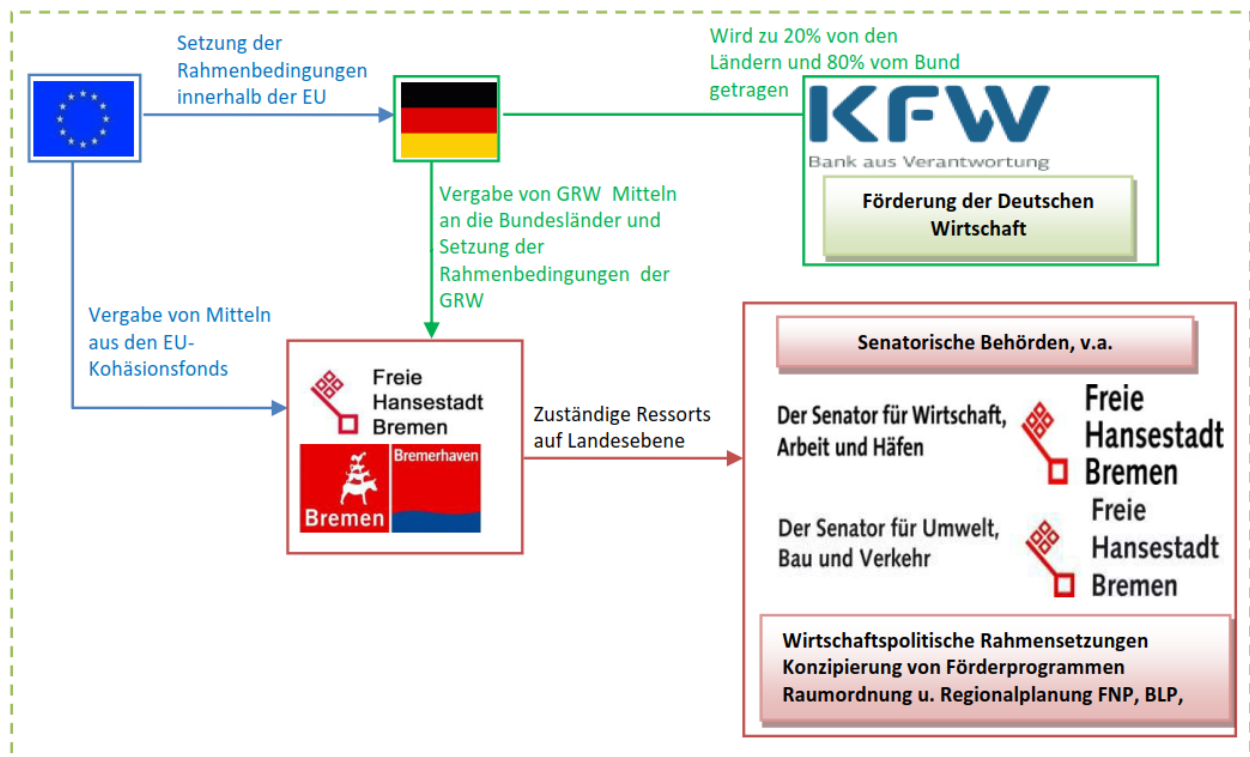 Setzung der
Rahmenbedingungen
innerhalb der EU
Wird zu 20% von den
Ländern und 80% vom Bund
getragen
KFW
Bank aus Verantwortung
Förderung der Deutschen
Wirtschaft
Vergabe von GRW Mitteln
an die Bundesländer und
Setzung der
Rahmenbedingungen der
GRW
Vergabe von Mitteln
aus den EU-
Kohäsionsfonds
Freie
Hansestadt
Bremen
Bremen
Bremerhaven
Zuständige Ressorts
auf Landesebene
Senatorische Behörden, v.a.
Der Senator für Wirtschaft,
Arbeit und Häfen
Freie
Hansestadt
Bremen
Der Senator für Umwelt,
Bau und Verkehr
Freie
Hansestadt
Bremen
Wirtschaftspolitische Rahmensetzungen
Konzipierung von Förderprogrammen
Raumordnung u. Regionalplanung FNP, BLP,